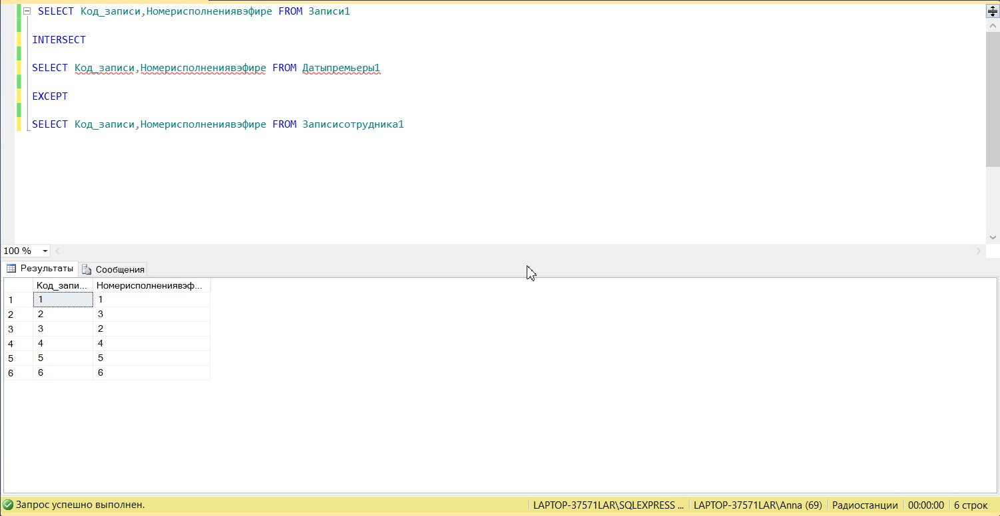 SELECT Код_записи,Номерисполнениявэфире FROM Записи1
INTERSECT
SELECT Код_записи,Номерисполнениявэфире FROM Датыпремьеры1
EXCEPT
SELECT Код_записи,Номерисполнениявэфире FROM Записисотрудника1
100 %
Результаты Сообщения
Код_запи... Номерисполнениявэф...
1 1 1
2 2 3
3 3 2
4 4 4
5 5 5
6 6 6
Запрос успешно выполнен. LAPTOP-37571LAR\SQLEXPRESS ... LAPTOP-37571LAR\Anna (69) Радиостанции 00:00:00 6 строк